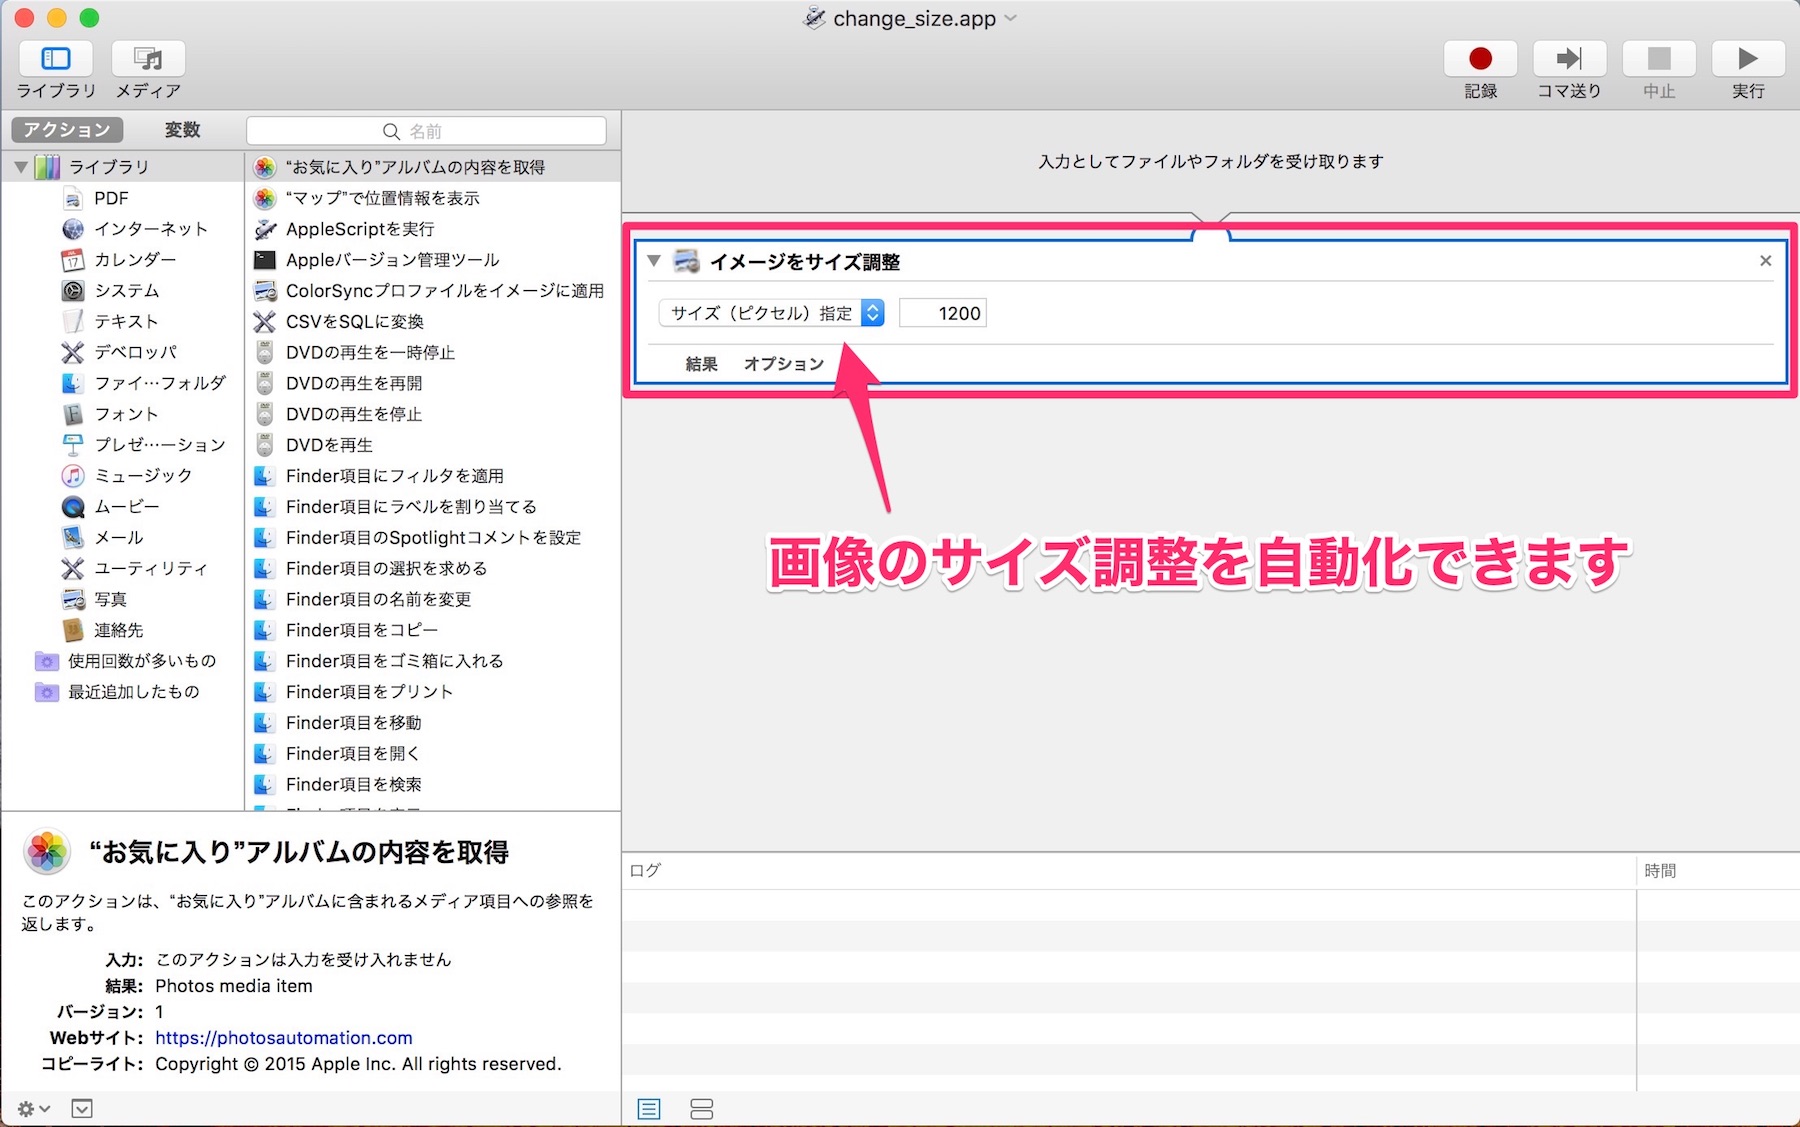 change_size.app
ライブラリ
メディア
記録
コマ送り
中止
実行
アクション
変数
名前
ライブラリ
PDF
インターネット
カレンダー
システム
テキスト
デベロッパ
ファイ…フォルダ
フォント
プレゼ…ーション
ミュージック
ムービー
メール
ユーティリティ
写真
連絡先
使用回数が多いもの
最近追加したもの
“お気に入り”アルバムの内容を取得
“マップ”で位置情報を表示
AppleScriptを実行
Appleバージョン管理ツール
ColorSyncプロファイルをイメージに適用
CSVをSQLに変換
DVDの再生を一時停止
DVDの再生を再開
DVDの再生を停止
DVDを再生
Finder項目にフィルタを適用
Finder項目にラベルを割り当てる
Finder項目のSpotlightコメントを設定
Finder項目の選択を求める
Finder項目の名前を変更
Finder項目をコピー
Finder項目をゴミ箱に入れる
Finder項目をプリント
Finder項目を移動
Finder項目を開く
Finder項目を検索
入力としてファイルやフォルダを受け取ります
イメージをサイズ調整
サイズ（ピクセル）指定
1200
結果
オプション
画像のサイズ調整を自動化できます
“お気に入り”アルバムの内容を取得
このアクションは、“お気に入り”アルバムに含まれるメディア項目への参照を
返します。
入力: このアクションは入力を受け入れません
結果: Photos media item
バージョン: 1
Webサイト: https://photosautomation.com
コピーライト: Copyright © 2015 Apple Inc. All rights reserved.
ログ
時間